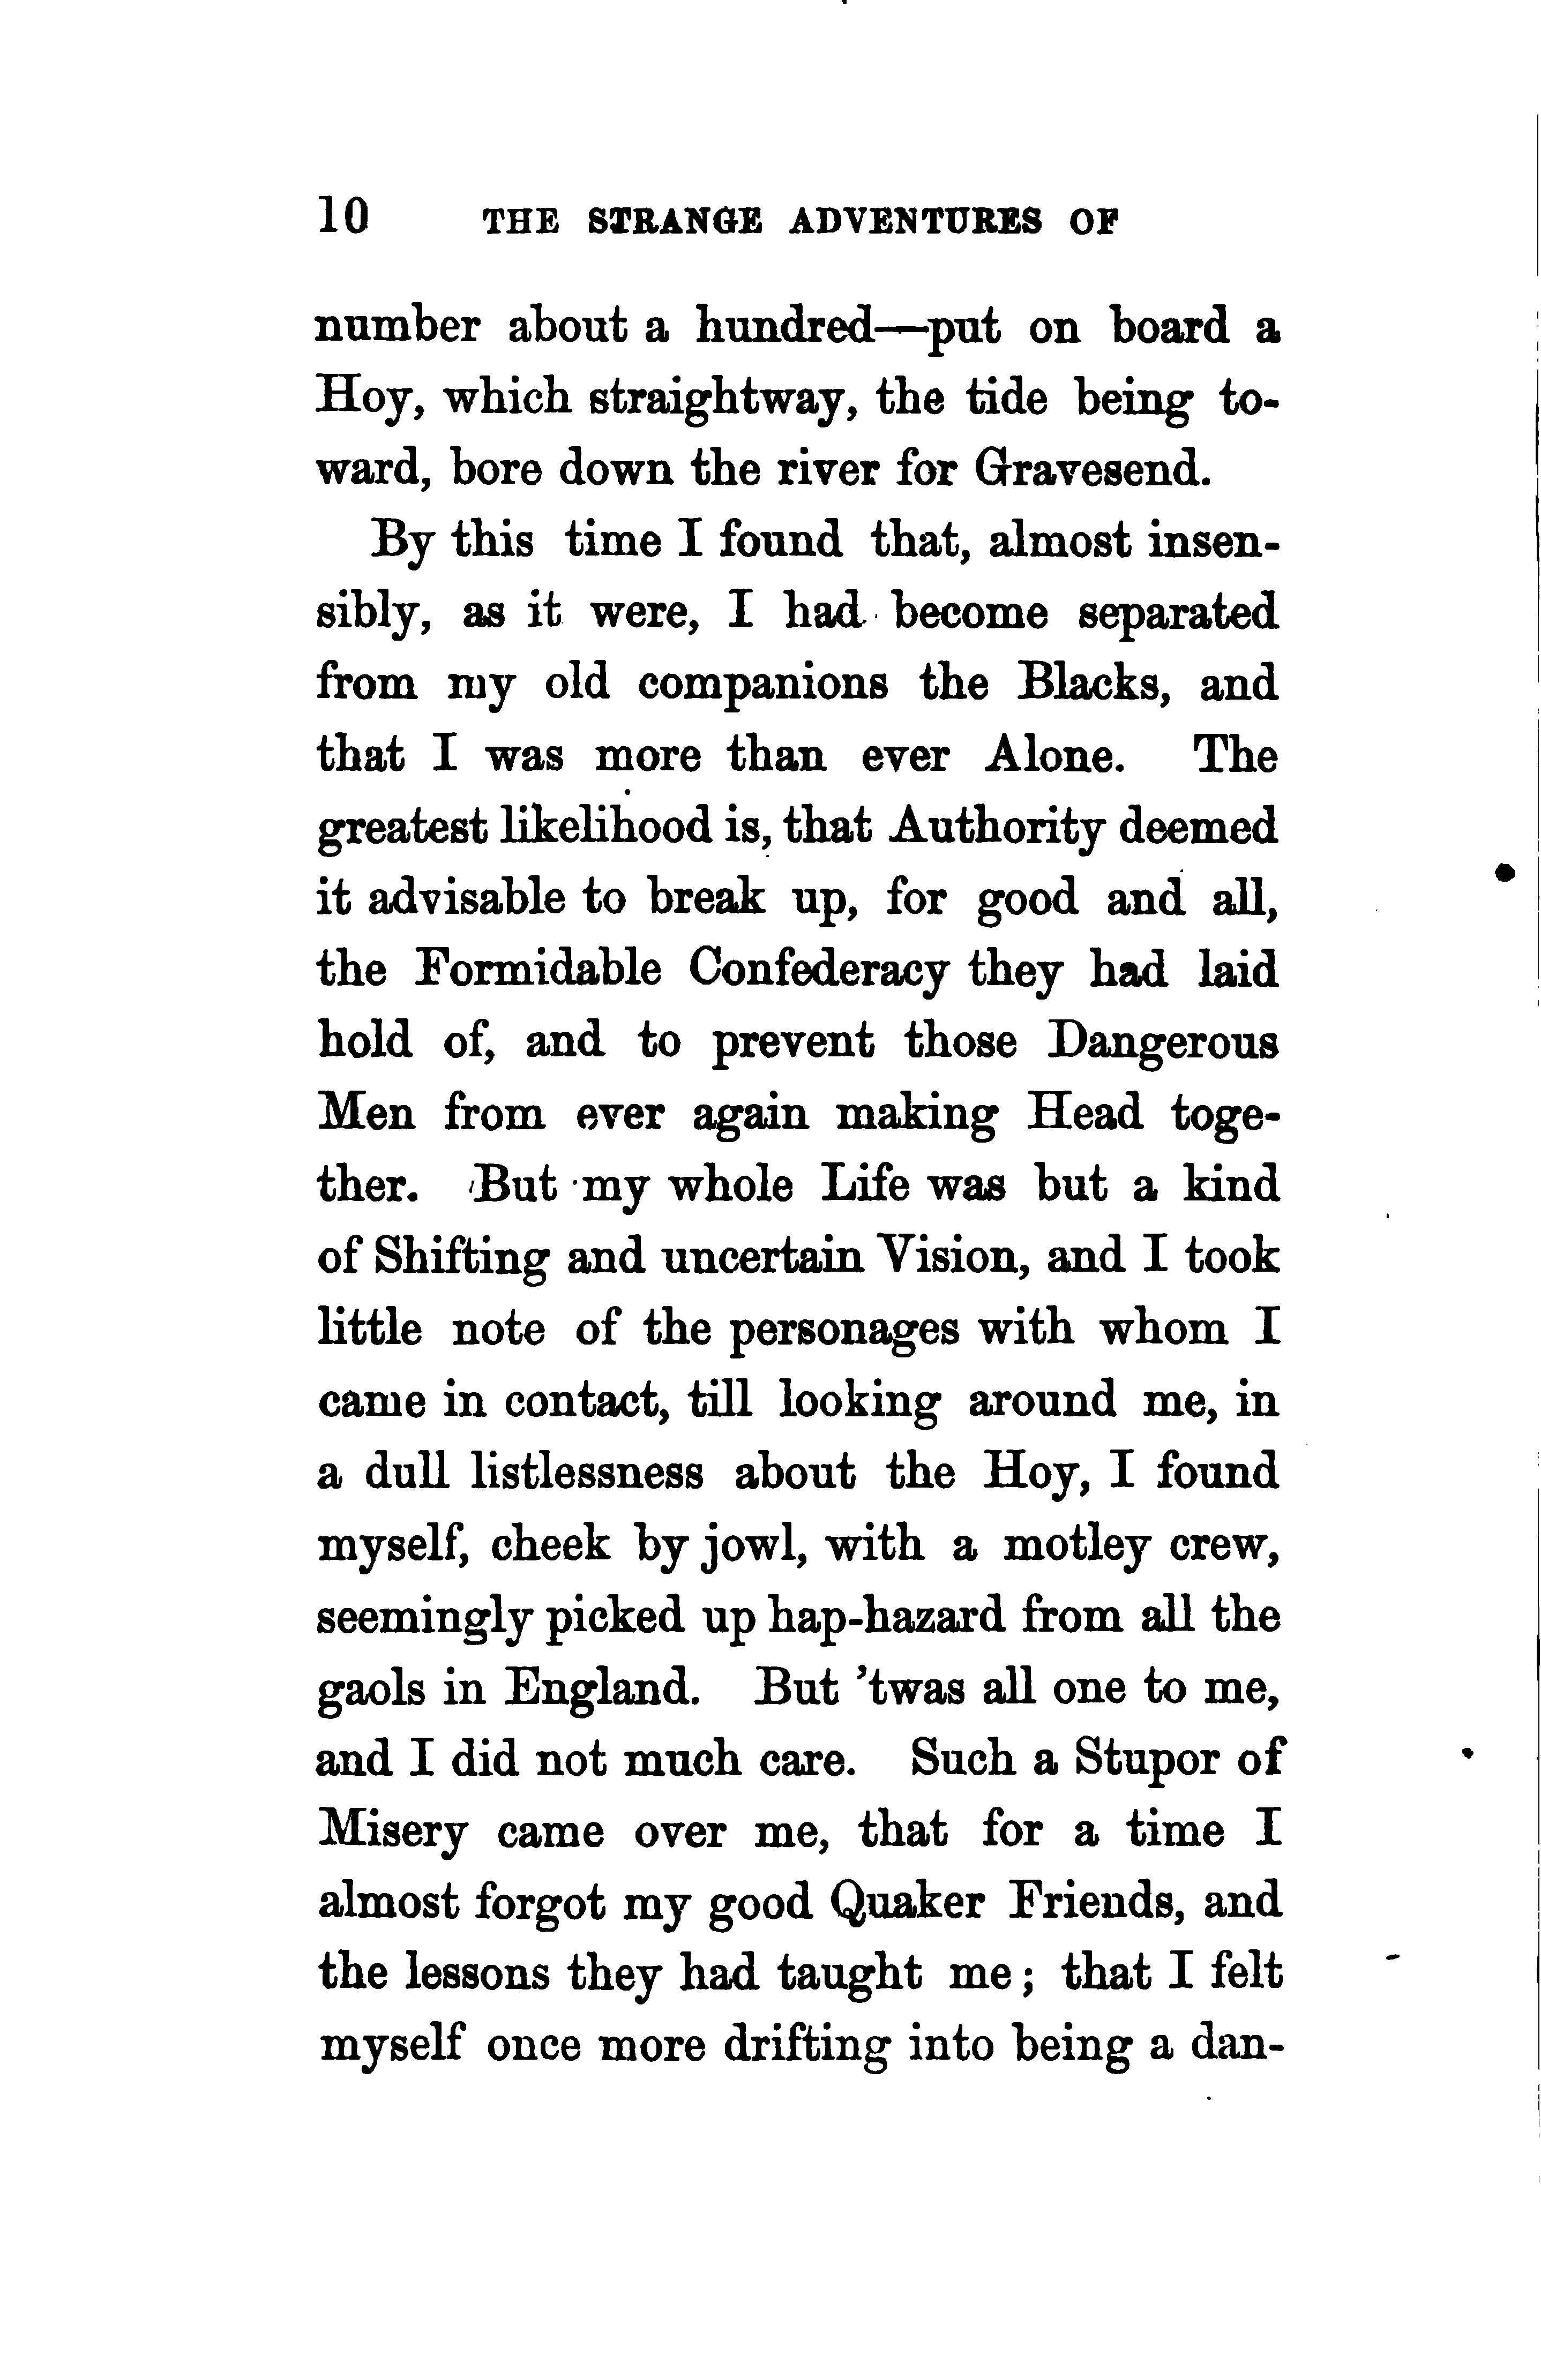 10 THE STRANGE ADVENTURES OF
number about a hundred—put on board a
Hoy, which straightway, the tide being to-
ward, bore down the river for Gravesend.
By this time I found that, almost insen-
sibly, as it were, I had become separated
from my old companions the Blacks, and
that I was more than ever Alone. The
greatest likelihood is, that Authority deemed
it advisable to break up, for good and all,
the Formidable Confederacy they had laid
hold of, and to prevent those Dangerous
Men from ever again making Head toge-
ther. But my whole Life was but a kind
of Shifting and uncertain Vision, and I took
little note of the personages with whom I
came in contact, till looking around me, in
a dull listlessness about the Hoy, I found
myself, cheek by jowl, with a motley crew,
seemingly picked up hap-hazard from all the
gaols in England. But ’twas all one to me,
and I did not much care. Such a Stupor of
Misery came over me, that for a time I
almost forgot my good Quaker Friends, and
the lessons they had taught me; that I felt
myself once more drifting into being a dan-